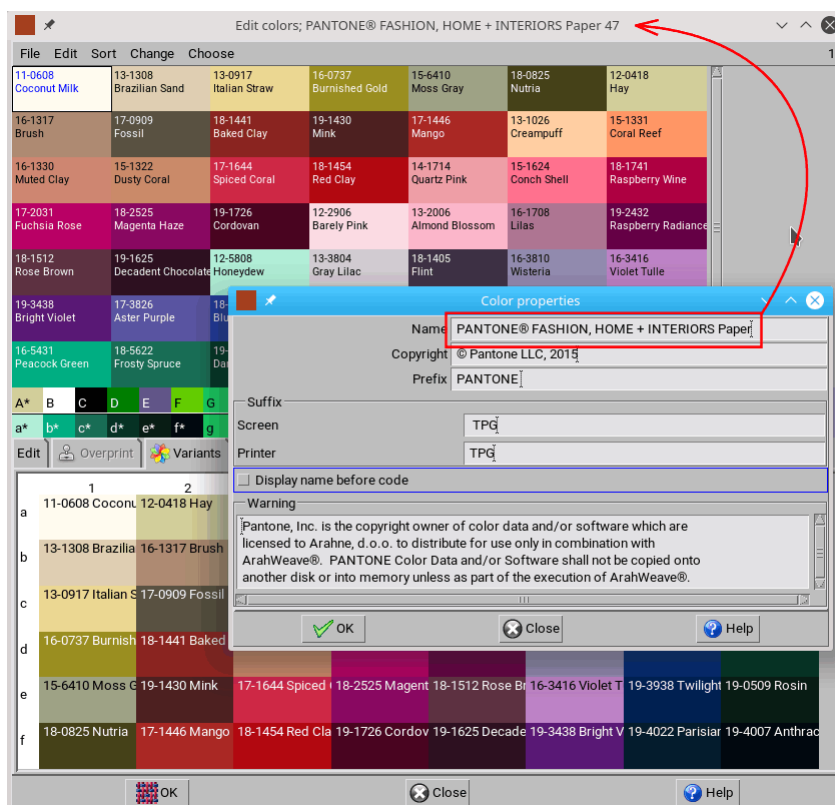 Edit colors; PANTONE® FASHION, HOME + INTERIORS Paper 47
File Edit Sort Change Choose 1
11-0608 13-1308 13-0917 16-0737 15-6410 18-0825 12-0418
Coconut Milk Brazilian Sand Italian Straw Burnished Gold Moss Gray Nutria Hay
16-1317 17-0909 18-1441 19-1430 17-1446 13-1026 15-1331
Brush Fossil Baked Clay Mink Mango Creampuff Coral Reef
16-1330 15-1322 17-1644 18-1454 14-1714 15-1624 18-1741
Muted Clay Dusty Coral Spiced Coral Red Clay Quartz Pink Conch Shell Raspberry Wine
17-2031 18-2525 19-1726 12-2906 13-2006 16-1708 19-2432
Fuchsia Rose Magenta Haze Cordovan Barely Pink Almond Blossom Lilas Raspberry Radiance
18-1512 19-1625 12-5808 13-3804 18-1405 16-3810 16-3416
Rose Brown Decadent Chocolate Honeydew Gray Lilac Flint Wisteria Violet Tulle
19-3438 17-3826 18-
Bright Violet Aster Purple Blu
16-5431 18-5622 19-
Peacock Green Frosty Spruce Da
A* B C D E F G
a* b* c* d* e* f* g
Edit Overprint Variants
Color properties
Name PANTONE® FASHION, HOME + INTERIORS Paper
Copyright © Pantone LLC, 2015
Prefix PANTONE
Suffix
Screen TPG
Printer TPG
Display name before code
Warning
Pantone, Inc. is the copyright owner of color data and/or software which are
licensed to Arahne, d.o.o. to distribute for use only in combination with
ArahWeave®. PANTONE Color Data and/or Software shall not be copied onto
another disk or into memory unless as part of the execution of ArahWeave®.
OK Close Help
1 2
a 11-0608 Coconu 12-0418 Hay
b 13-1308 Brazilia 16-1317 Brush
c 13-0917 Italian S 17-0909 Fossil
d 16-0737 Burnish 18-1441 Baked
e 15-6410 Moss G 19-1430 Mink 17-1644 Spiced 18-2525 Magent 18-1512 Rose Br 16-3416 Violet T 19-3938 Twilight 19-0509 Rosin
f 18-0825 Nutria 17-1446 Mango 18-1454 Red Cla 19-1726 Cordov 19-1625 Decade 19-3438 Bright V 19-4022 Parisiar 19-4007 Anthrac
OK Close Help